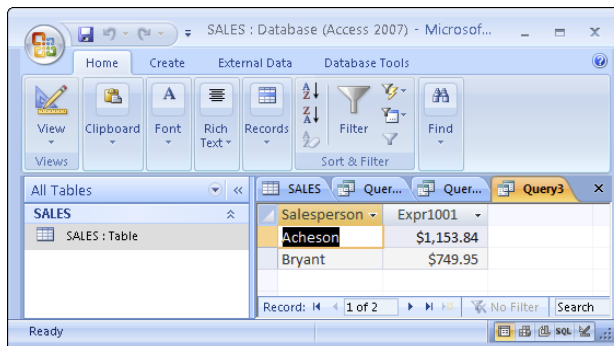 SALES : Database (Access 2007) - Microsof...
Home Create External Data Database Tools
View Clipboard Font Rich Text Records Filter Find
Views Sort & Filter
All Tables
SALES Quer... Quer... Query3
SALES
SALES : Table
Salesperson Expr1001
Acheson $1,153.84
Bryant $749.95
Record: 1 of 2 No Filter Search
Ready SQL